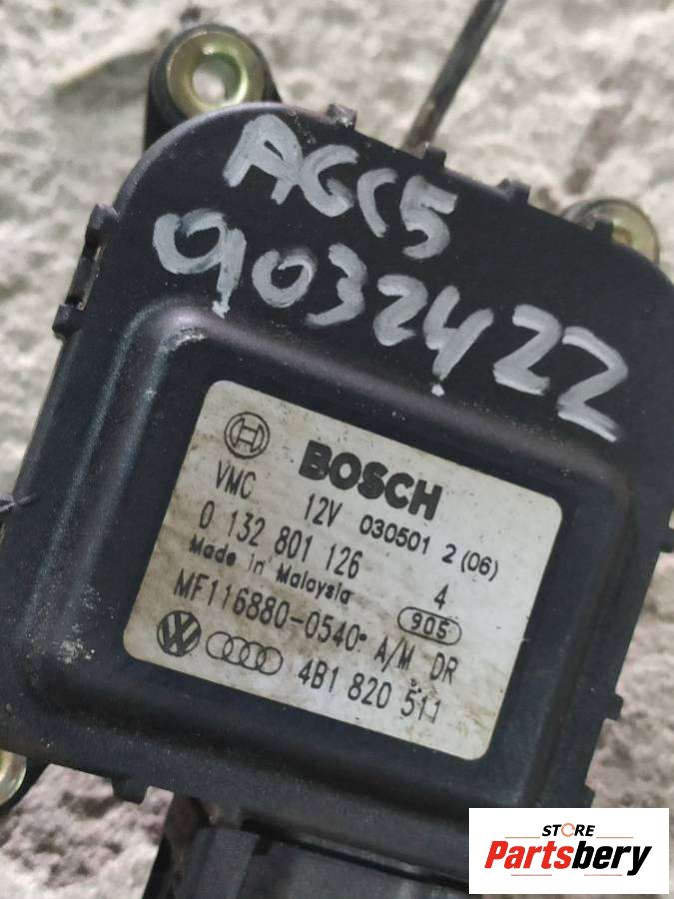 AGC5
9032422
BOSCH
VMC 12V 030501 2 (06)
0 132 801 126 4
Made in Malaysia 905
MF116880-0540 A/M DR
4B1 820 511
STORE
Partsbery